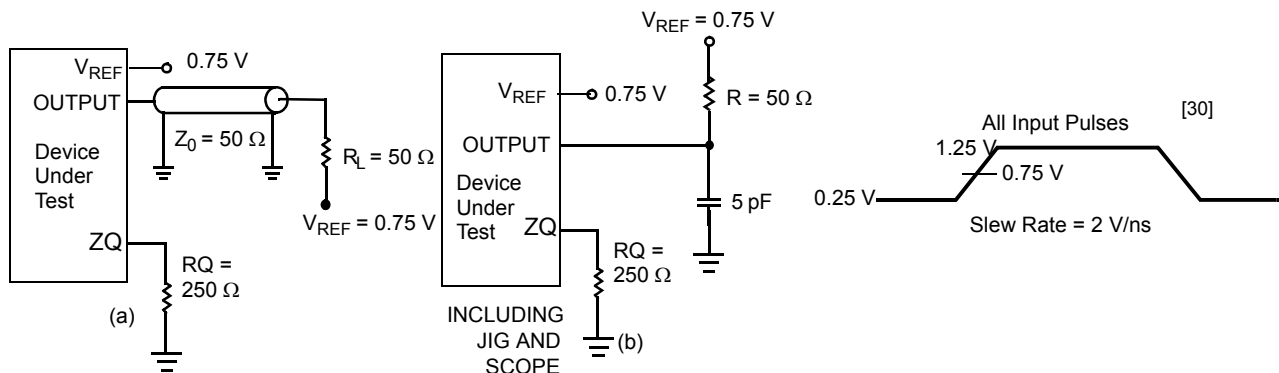 V_REF 0.75 V
OUTPUT
Z_0 = 50 Ω
Device
Under
Test
R_L = 50 Ω
V_REF = 0.75 V
ZQ
RQ =
250 Ω
(a)
V_REF = 0.75 V
V_REF 0.75 V
R = 50 Ω
OUTPUT
Device
Under
Test
5 pF
ZQ
RQ =
250 Ω
INCLUDING
JIG AND
SCOPE
(b)
[30]
All Input Pulses
1.25 V
0.75 V
0.25 V
Slew Rate = 2 V/ns